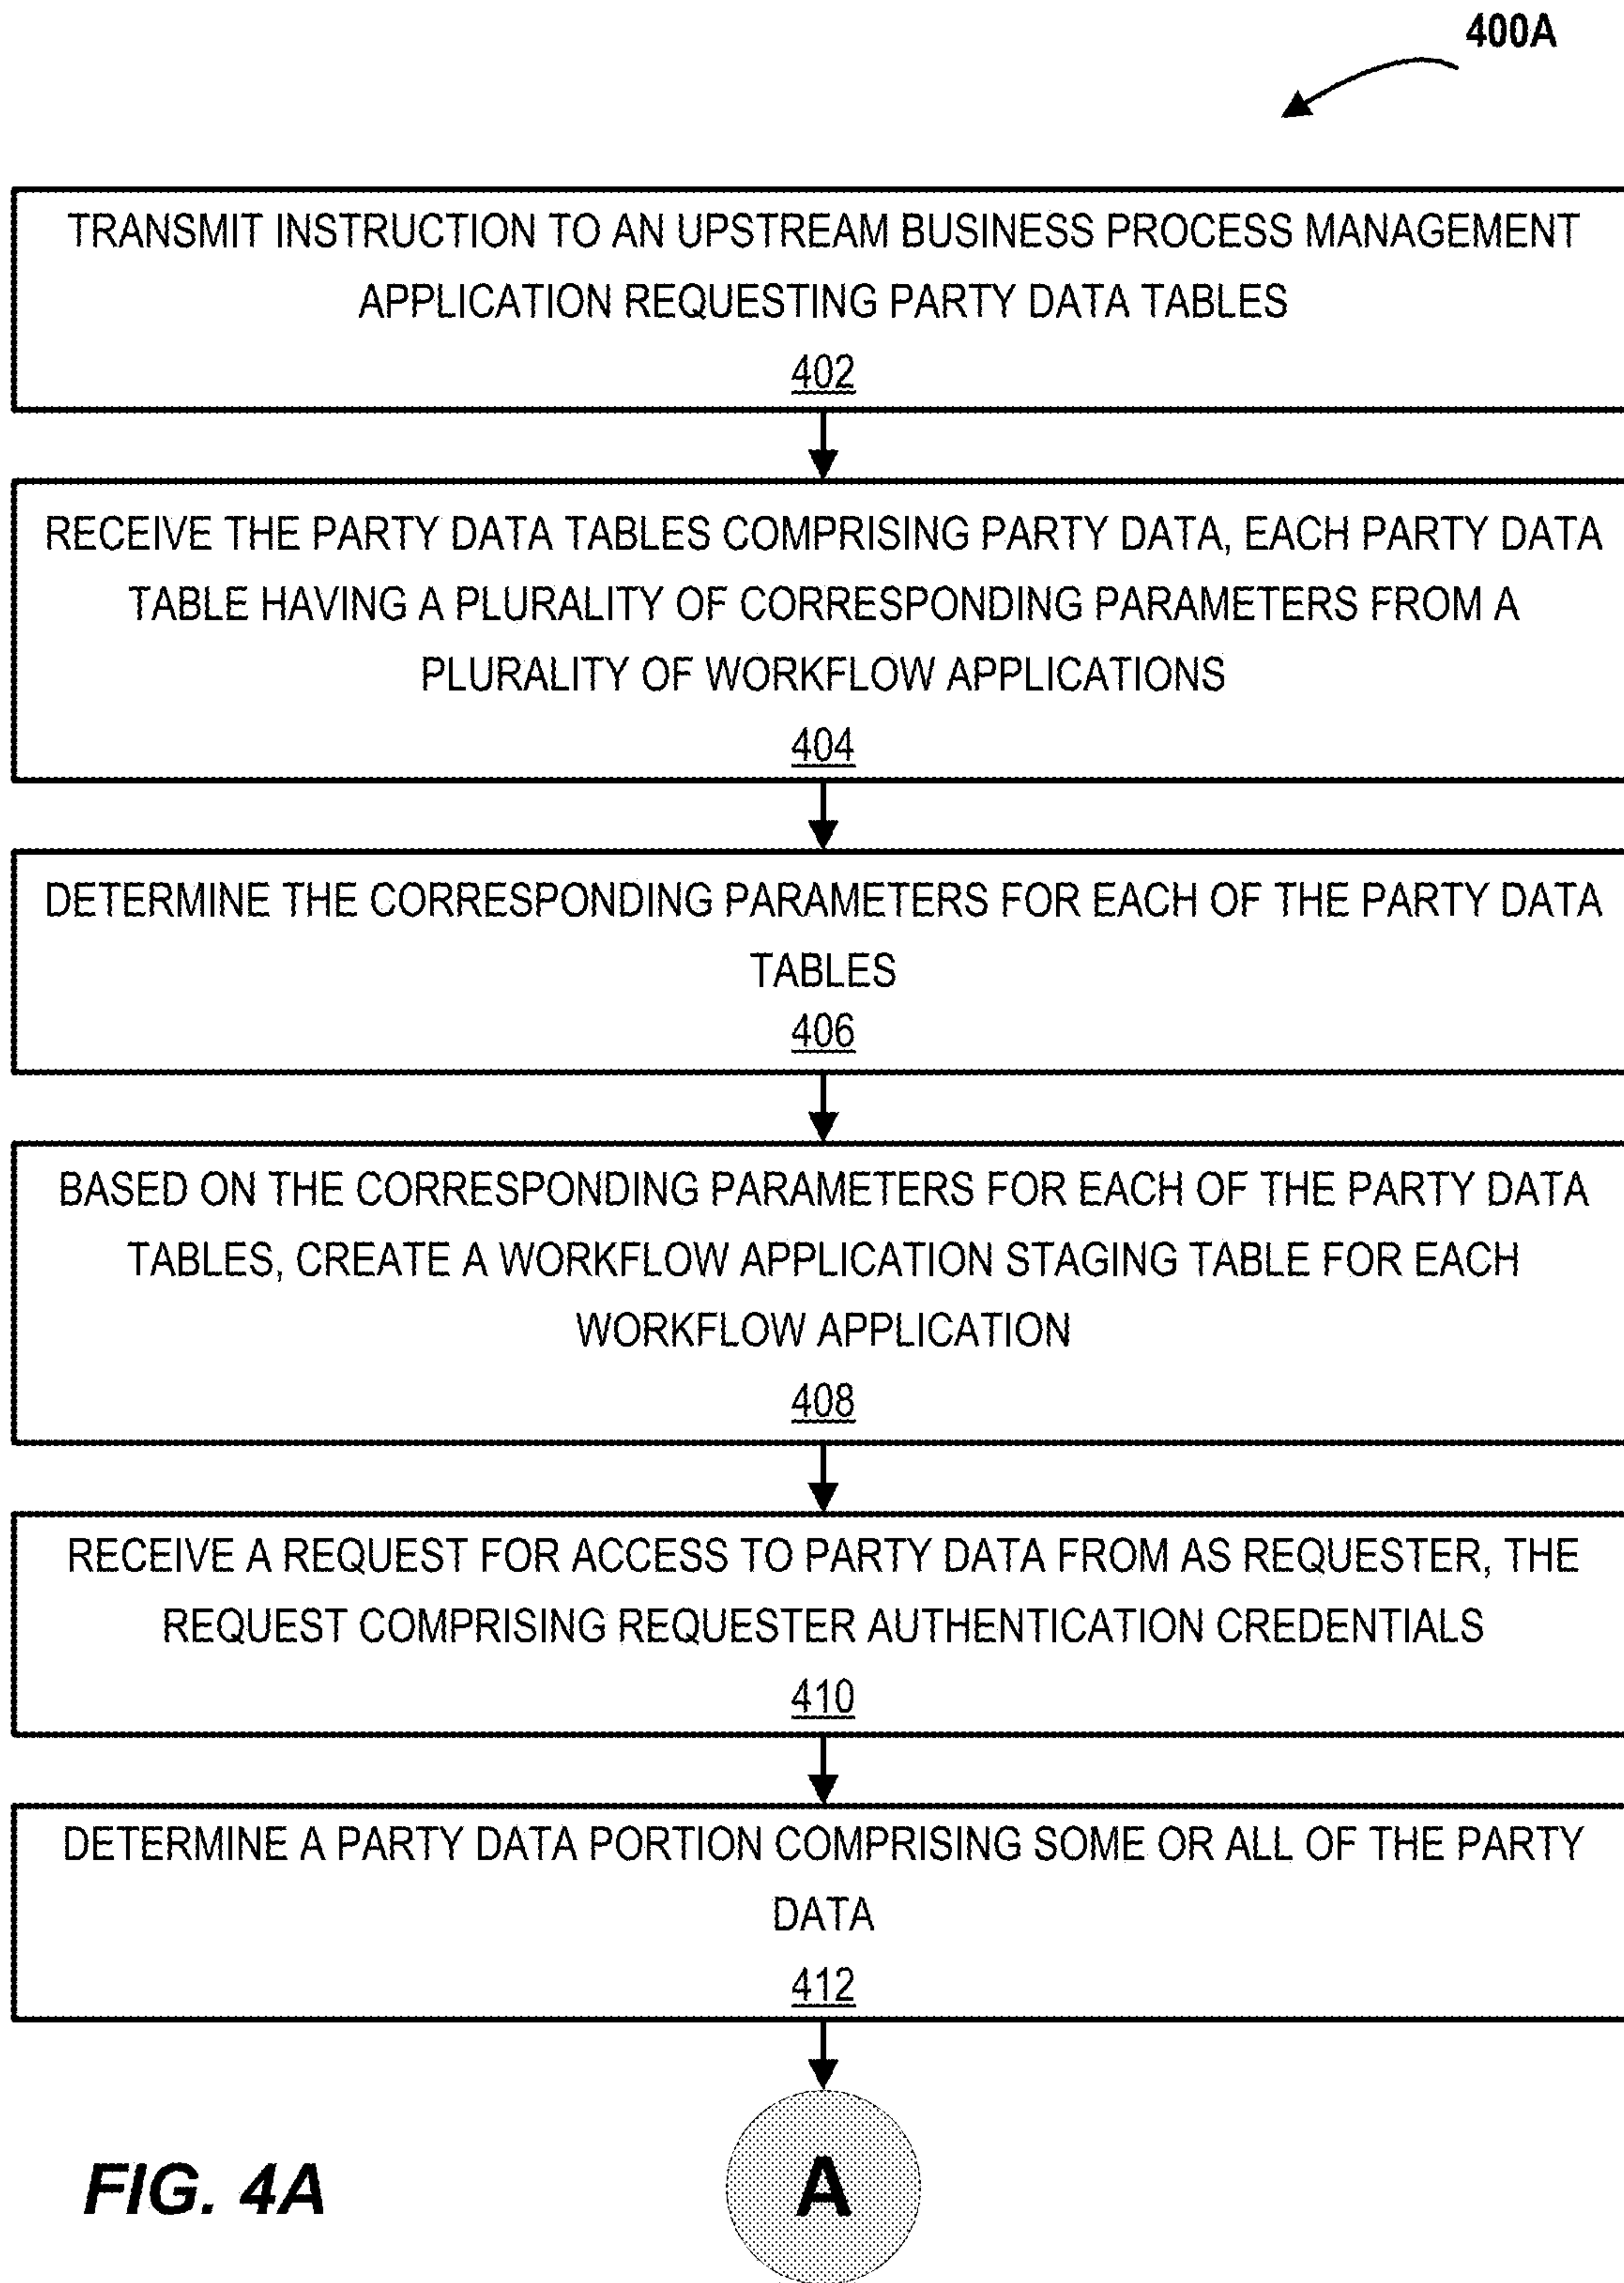 400A
TRANSMIT INSTRUCTION TO AN UPSTREAM BUSINESS PROCESS MANAGEMENT
APPLICATION REQUESTING PARTY DATA TABLES
402
RECEIVE THE PARTY DATA TABLES COMPRISING PARTY DATA, EACH PARTY DATA
TABLE HAVING A PLURALITY OF CORRESPONDING PARAMETERS FROM A
PLURALITY OF WORKFLOW APPLICATIONS
404
DETERMINE THE CORRESPONDING PARAMETERS FOR EACH OF THE PARTY DATA
TABLES
406
BASED ON THE CORRESPONDING PARAMETERS FOR EACH OF THE PARTY DATA
TABLES, CREATE A WORKFLOW APPLICATION STAGING TABLE FOR EACH
WORKFLOW APPLICATION
408
RECEIVE A REQUEST FOR ACCESS TO PARTY DATA FROM AS REQUESTER, THE
REQUEST COMPRISING REQUESTER AUTHENTICATION CREDENTIALS
410
DETERMINE A PARTY DATA PORTION COMPRISING SOME OR ALL OF THE PARTY
DATA
412
A
FIG. 4A